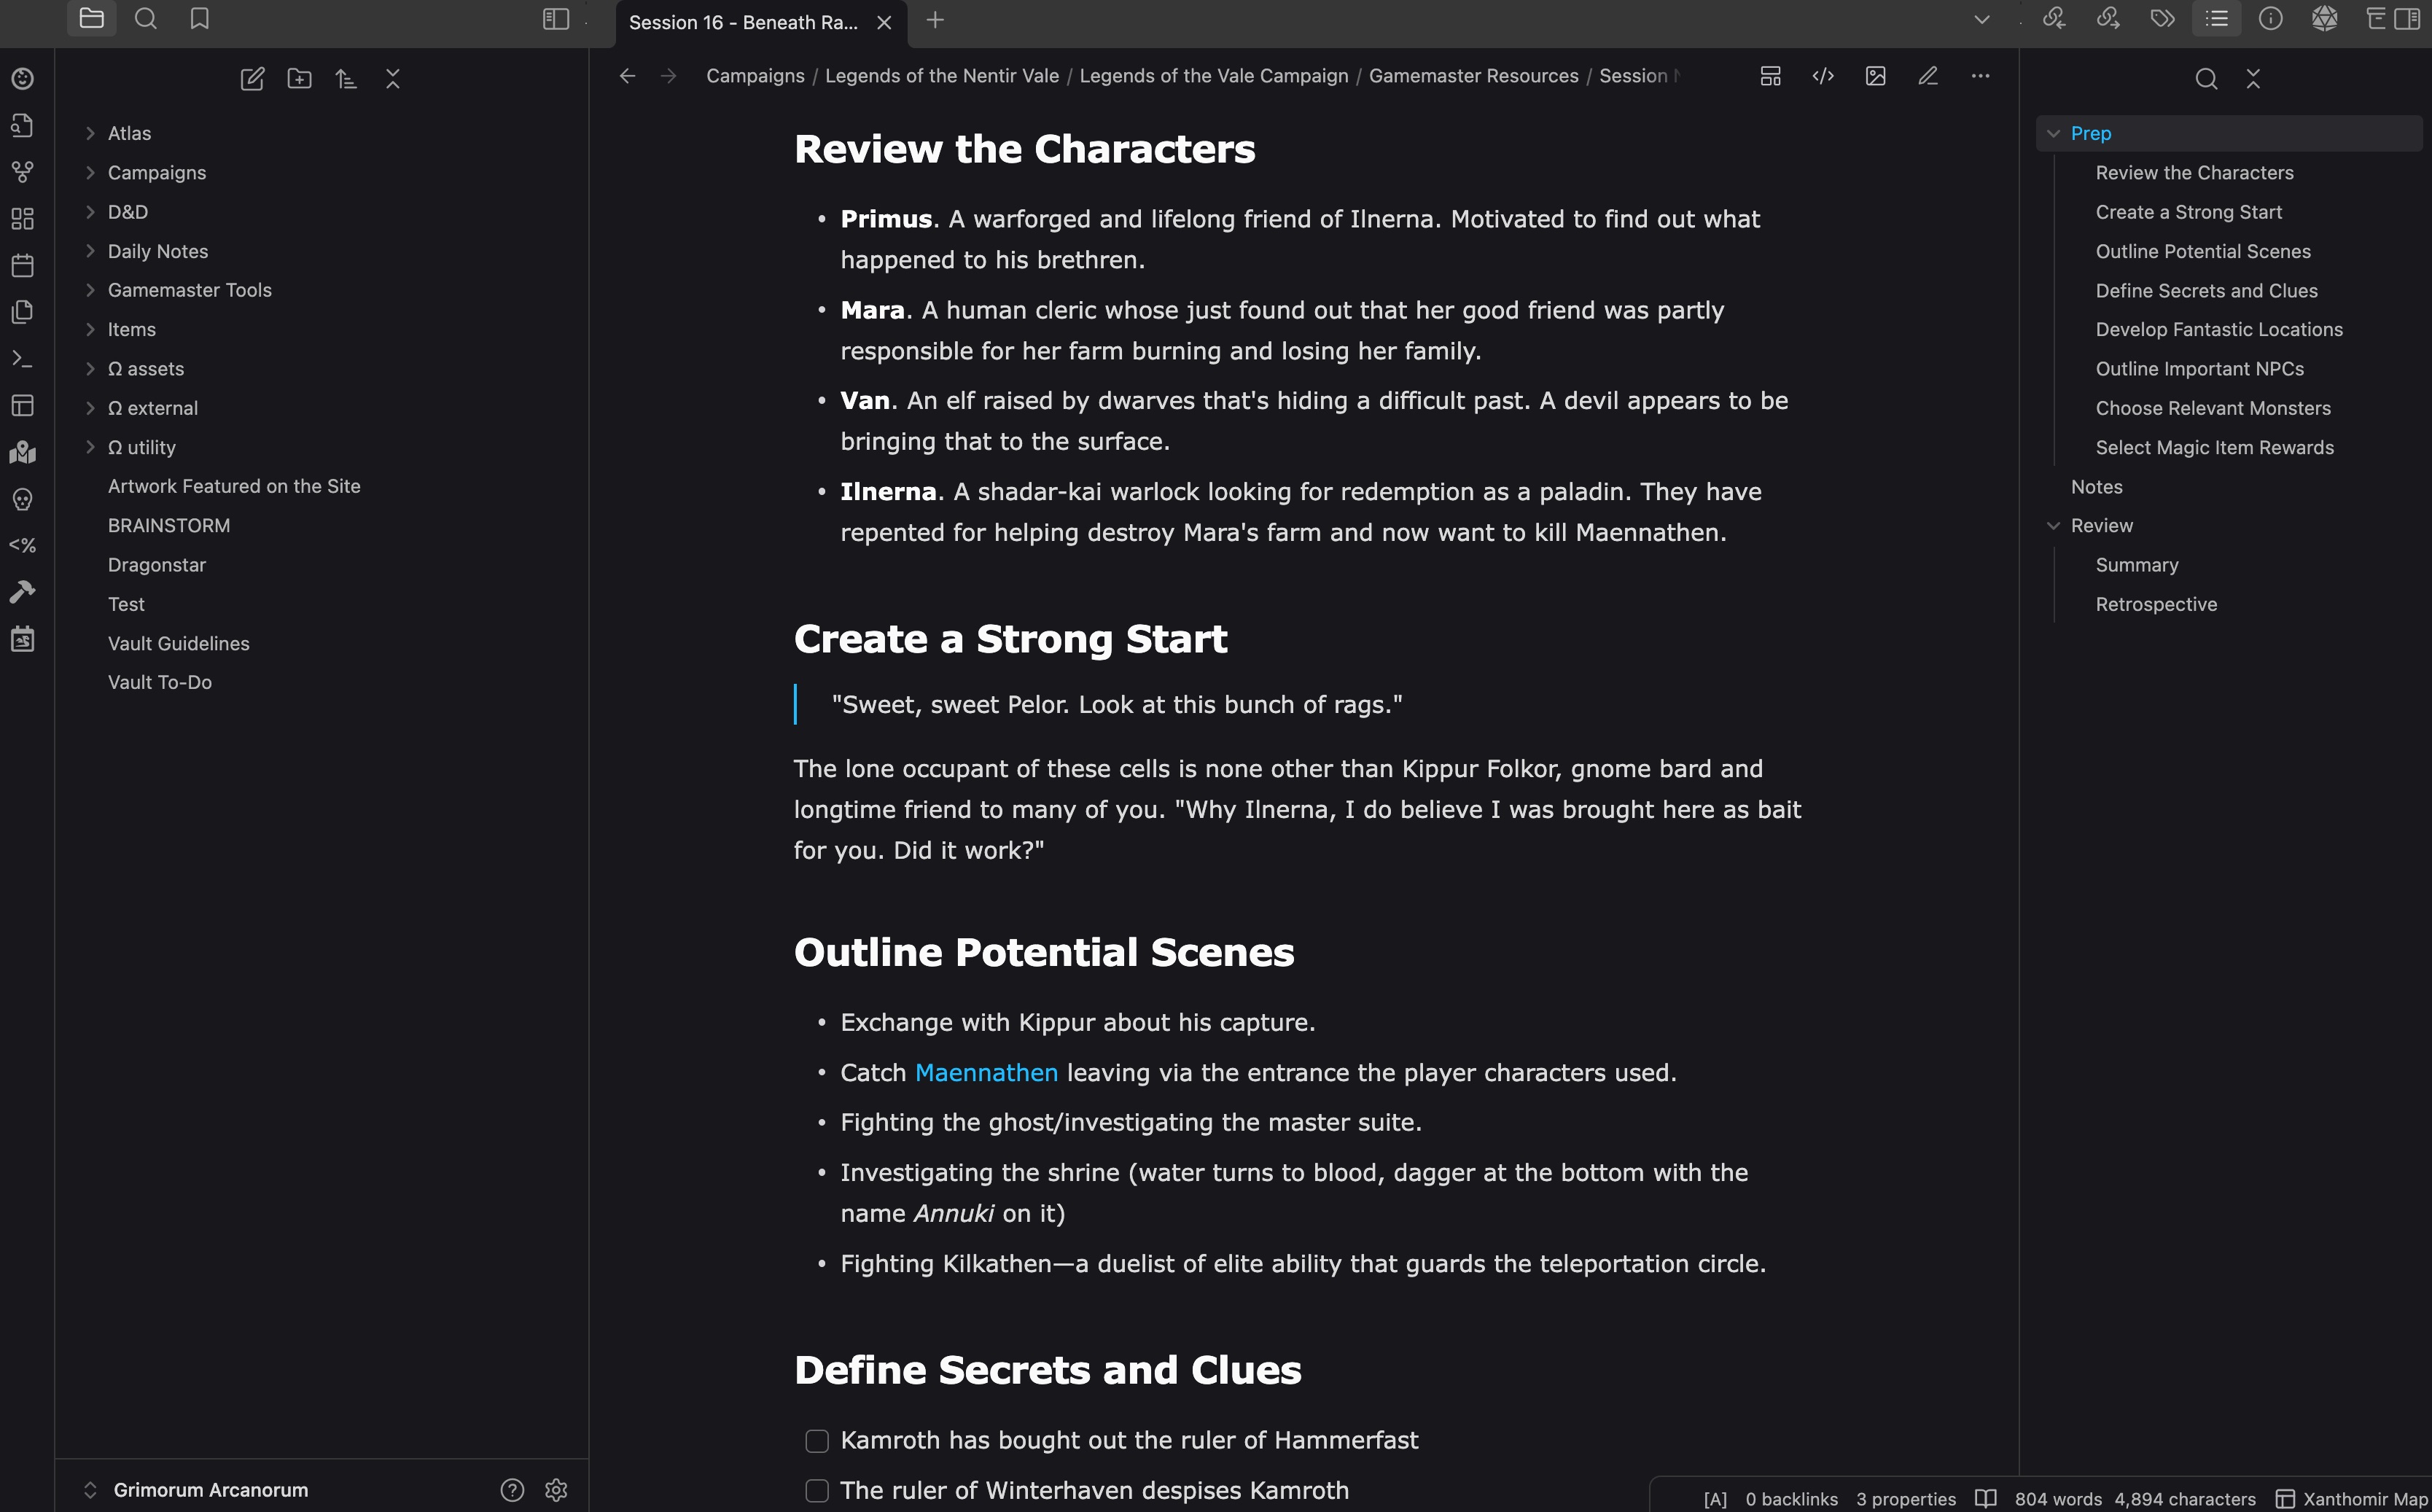 Session 16 - Beneath Ra...
Campaigns / Legends of the Nentir Vale / Legends of the Vale Campaign / Gamemaster Resources / Session
Atlas
Campaigns
D&D
Daily Notes
Gamemaster Tools
Items
Ω assets
Ω external
Ω utility
Artwork Featured on the Site
BRAINSTORM
Dragonstar
Test
Vault Guidelines
Vault To-Do
<%
Grimorum Arcanorum
Review the Characters
• Primus. A warforged and lifelong friend of Ilnerna. Motivated to find out what
happened to his brethren.
• Mara. A human cleric whose just found out that her good friend was partly
responsible for her farm burning and losing her family.
• Van. An elf raised by dwarves that's hiding a difficult past. A devil appears to be
bringing that to the surface.
• Ilnerna. A shadar-kai warlock looking for redemption as a paladin. They have
repented for helping destroy Mara's farm and now want to kill Maennathen.
Create a Strong Start
"Sweet, sweet Pelor. Look at this bunch of rags."
The lone occupant of these cells is none other than Kippur Folkor, gnome bard and
longtime friend to many of you. "Why Ilnerna, I do believe I was brought here as bait
for you. Did it work?"
Outline Potential Scenes
• Exchange with Kippur about his capture.
• Catch Maennathen leaving via the entrance the player characters used.
• Fighting the ghost/investigating the master suite.
• Investigating the shrine (water turns to blood, dagger at the bottom with the
name Annuki on it)
• Fighting Kilkathen—a duelist of elite ability that guards the teleportation circle.
Define Secrets and Clues
Kamroth has bought out the ruler of Hammerfast
The ruler of Winterhaven despises Kamroth
Prep
Review the Characters
Create a Strong Start
Outline Potential Scenes
Define Secrets and Clues
Develop Fantastic Locations
Outline Important NPCs
Choose Relevant Monsters
Select Magic Item Rewards
Notes
Review
Summary
Retrospective
[A] 0 backlinks 3 properties 804 words 4,894 characters Xanthomir Map